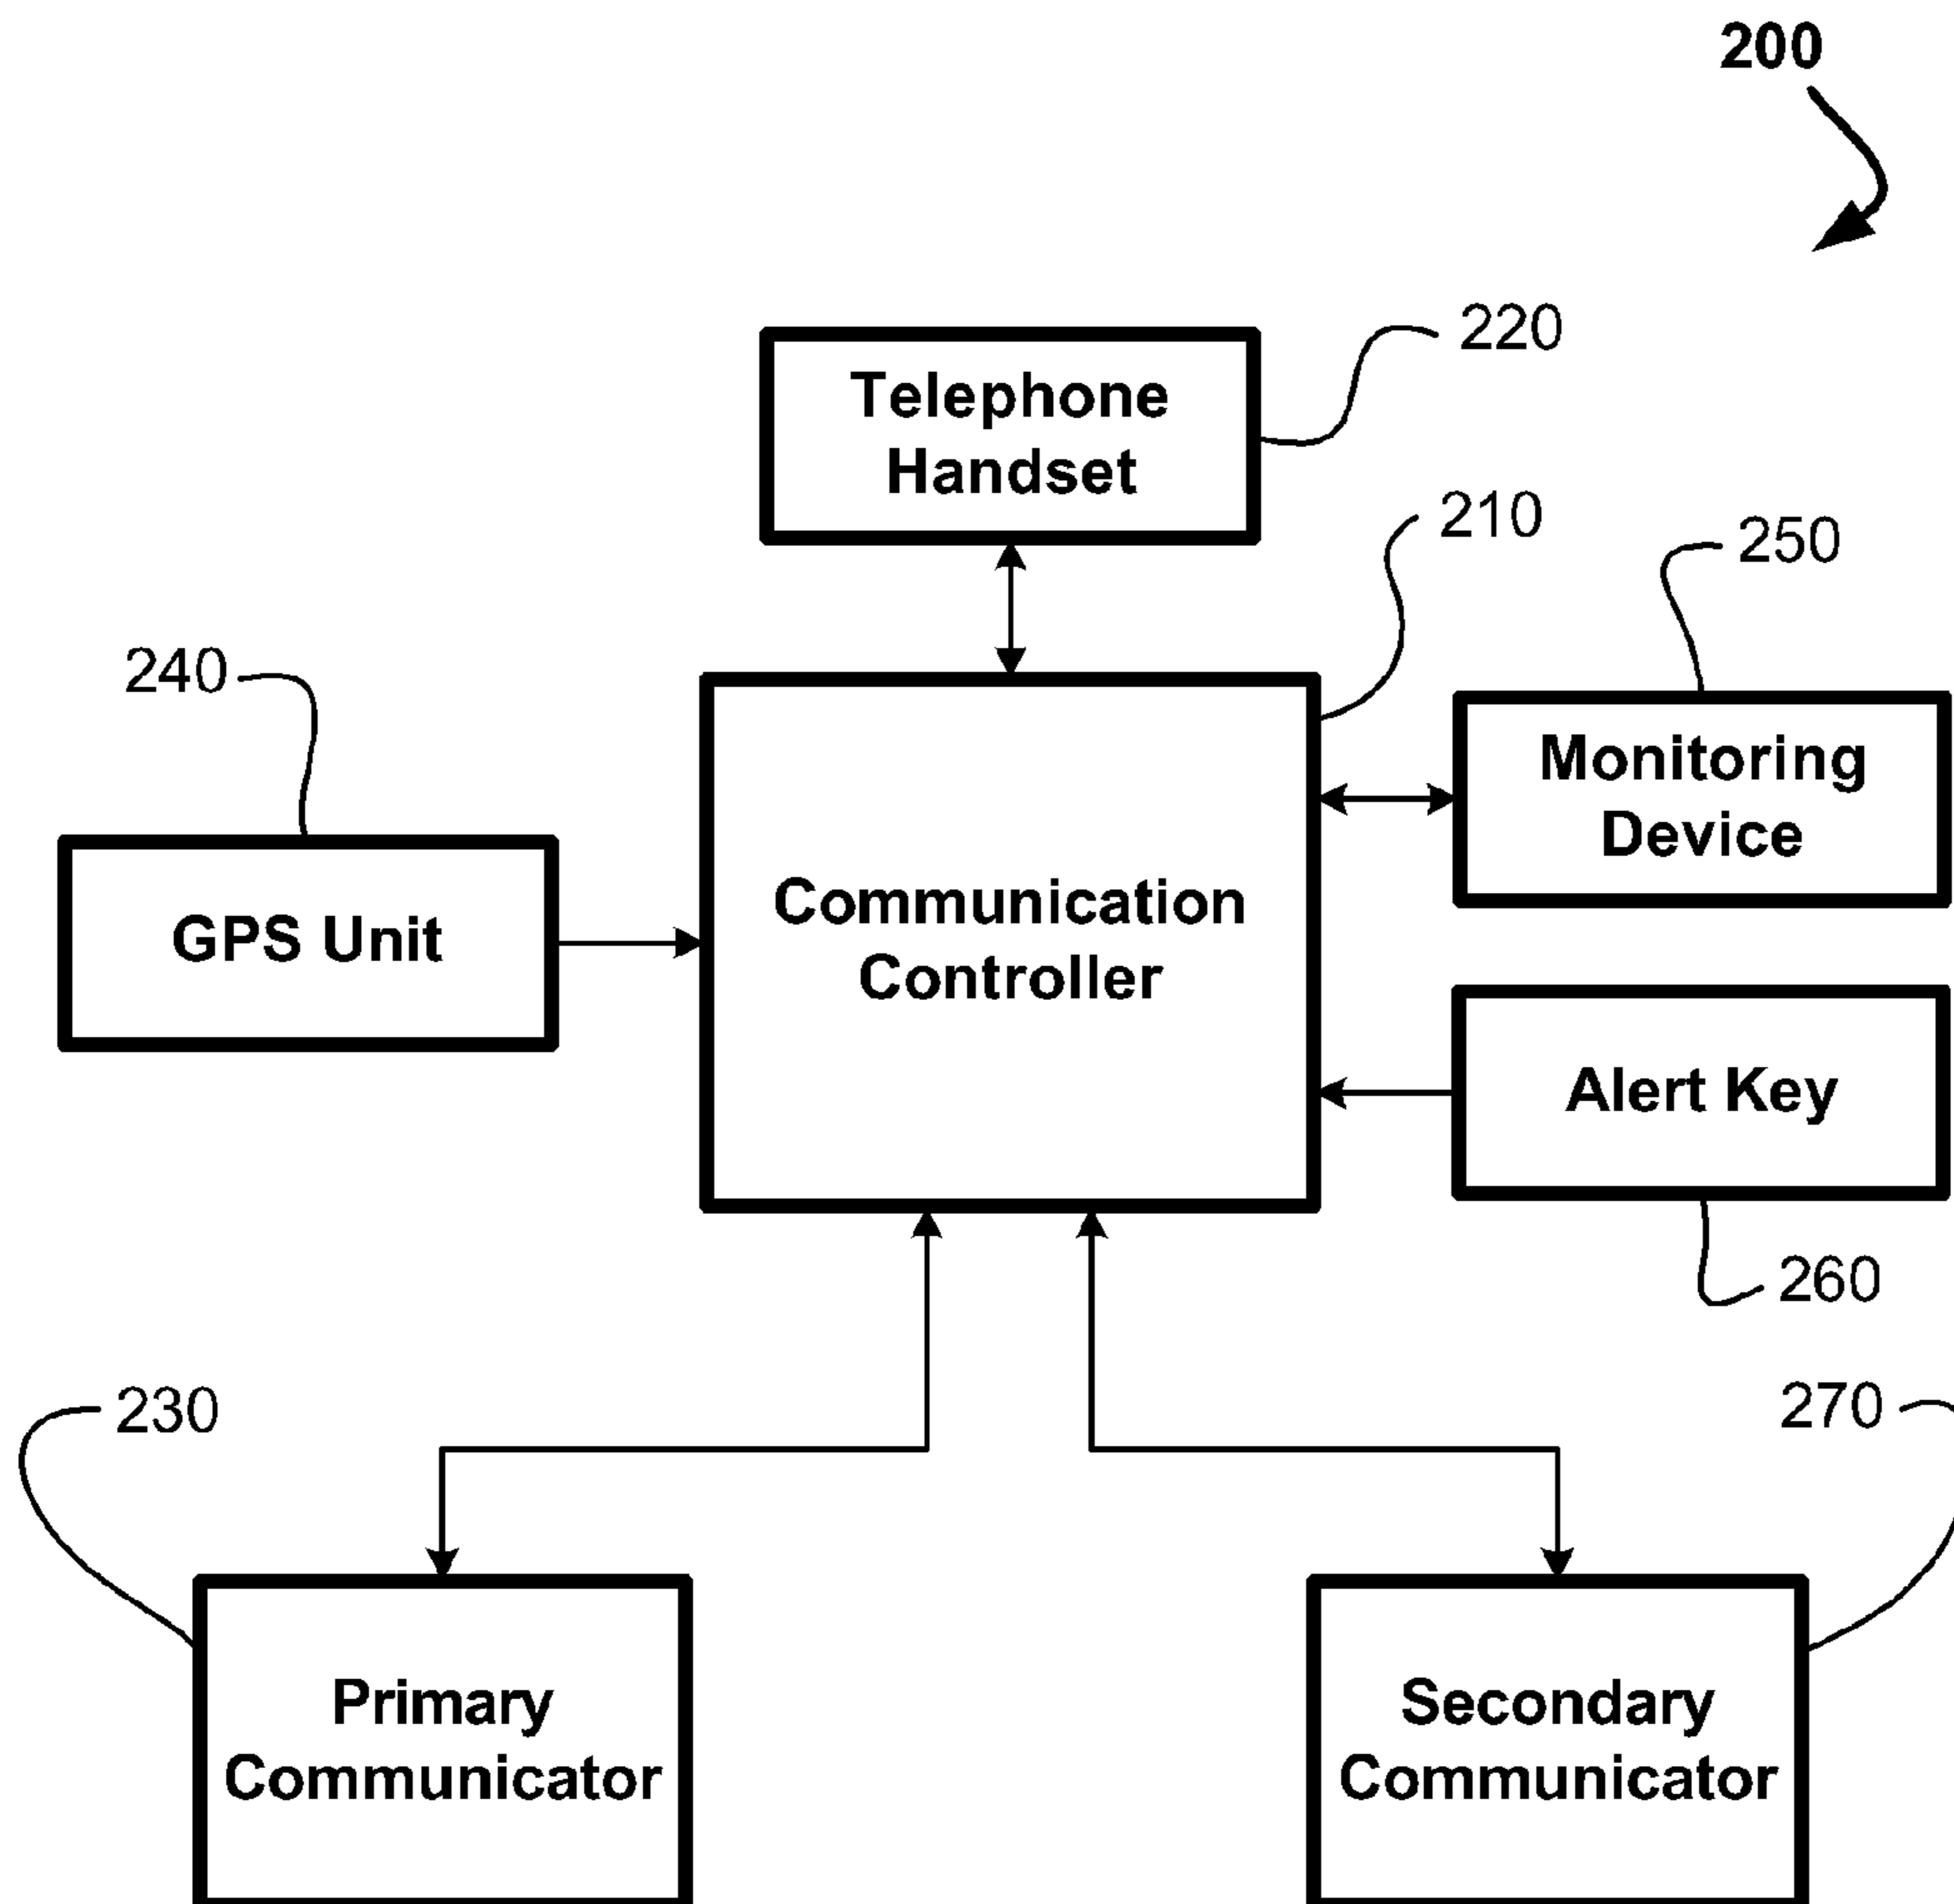 200
220
Telephone
Handset
210
250
240
Monitoring
Device
Communication
Controller
GPS Unit
Alert Key
260
230
270
Primary
Communicator
Secondary
Communicator